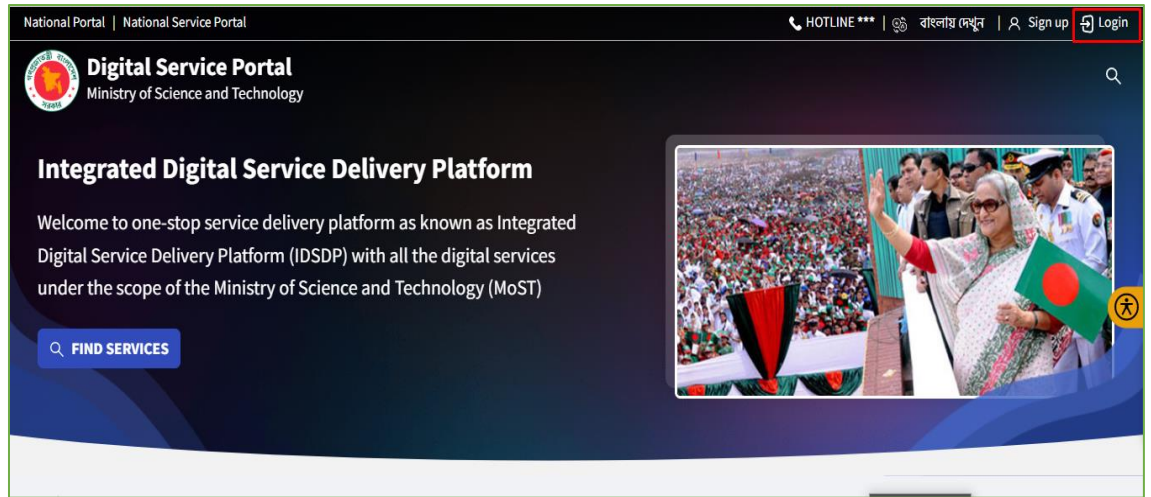 National Portal | National Service Portal
HOTLINE *** | বাংলায় দেখুন | Sign up Login
Digital Service Portal
Ministry of Science and Technology
Integrated Digital Service Delivery Platform
Welcome to one-stop service delivery platform as known as Integrated
Digital Service Delivery Platform (IDSDP) with all the digital services
under the scope of the Ministry of Science and Technology (MoST)
FIND SERVICES